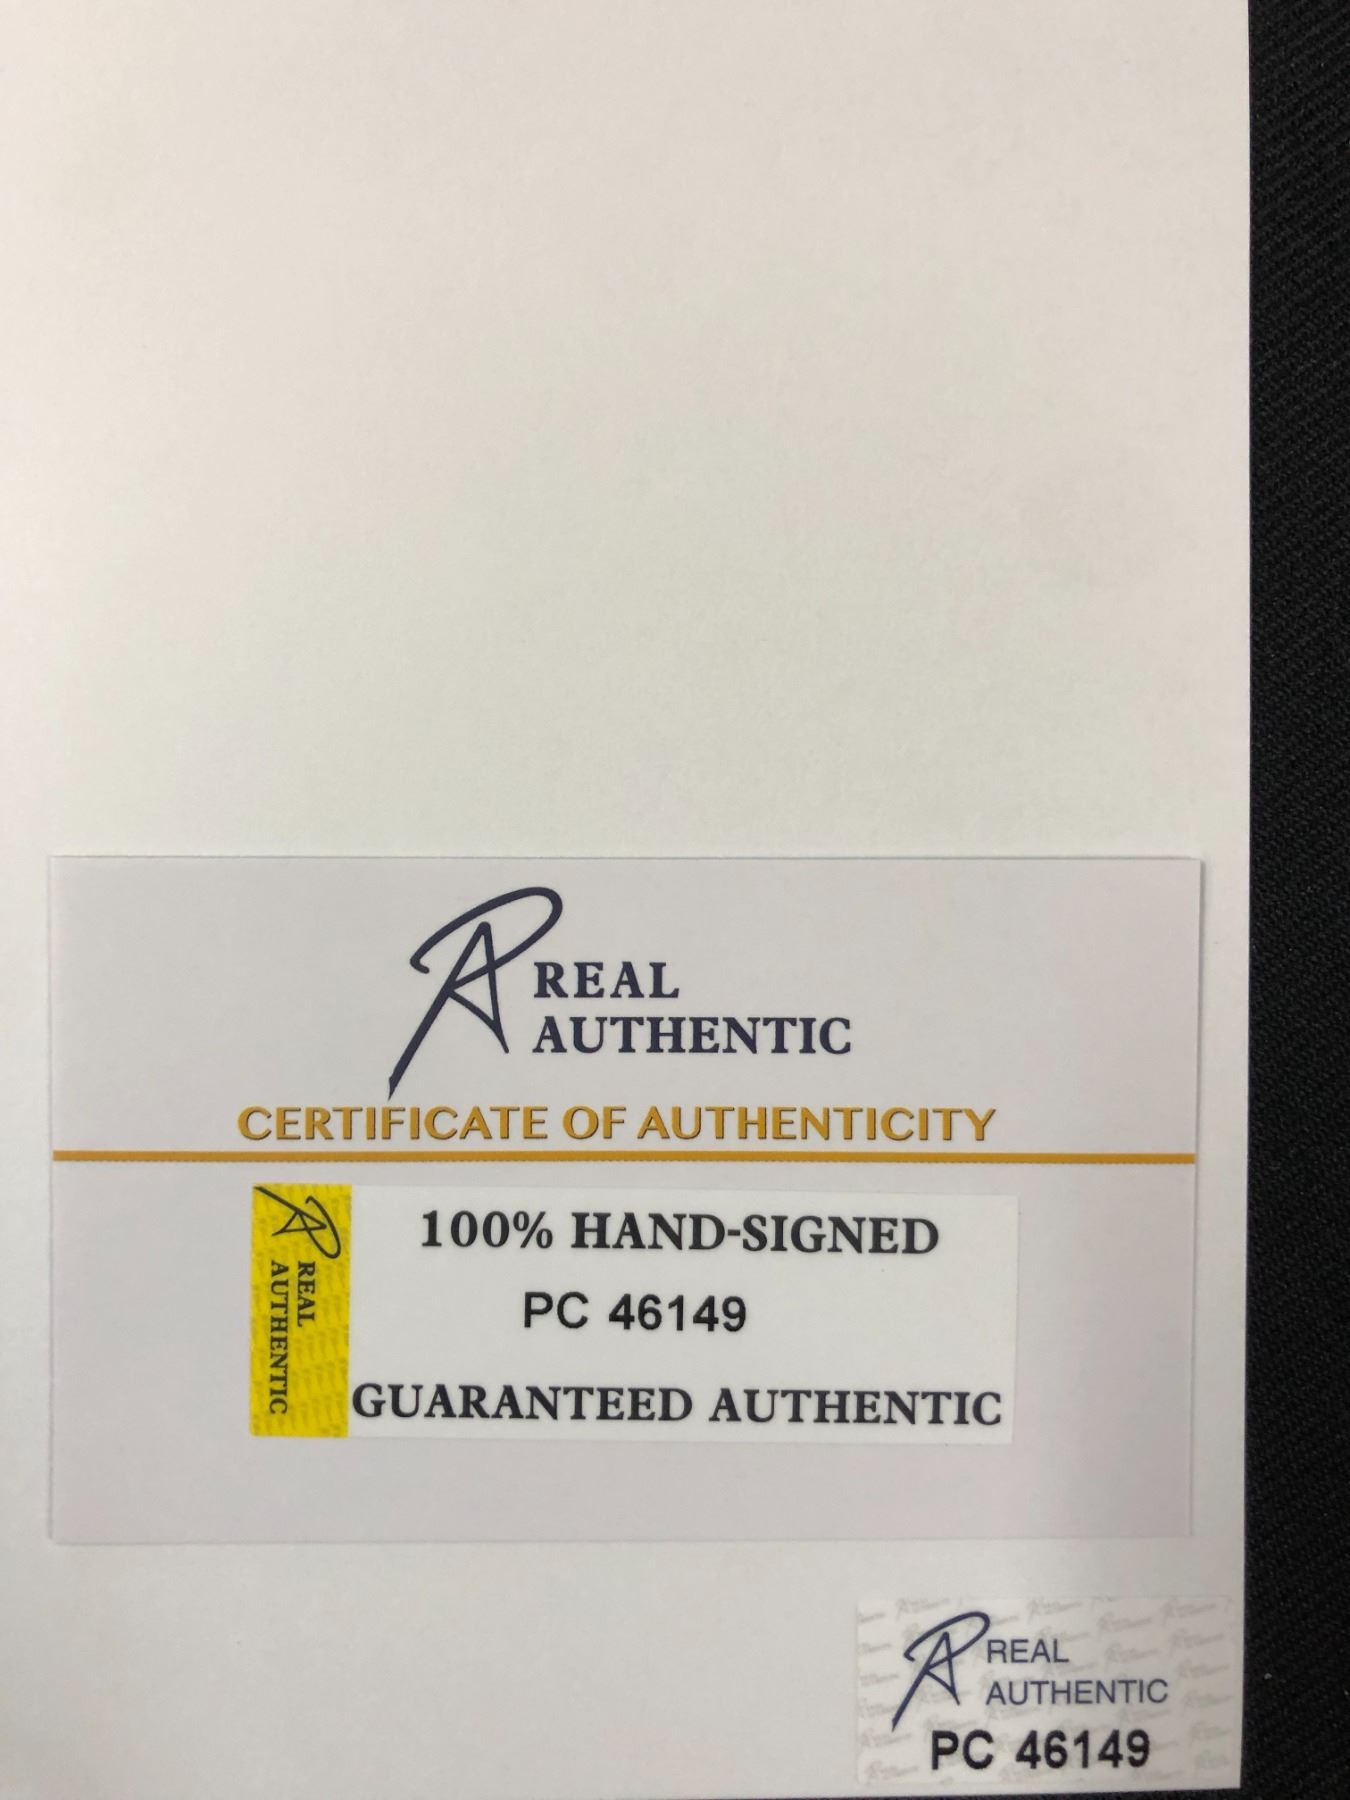 REAL
AUTHENTIC
CERTIFICATE OF AUTHENTICITY
REAL
AUTHENTIC
100% HAND-SIGNED
PC 46149
GUARANTEED AUTHENTIC
REAL
AUTHENTIC
PC 46149